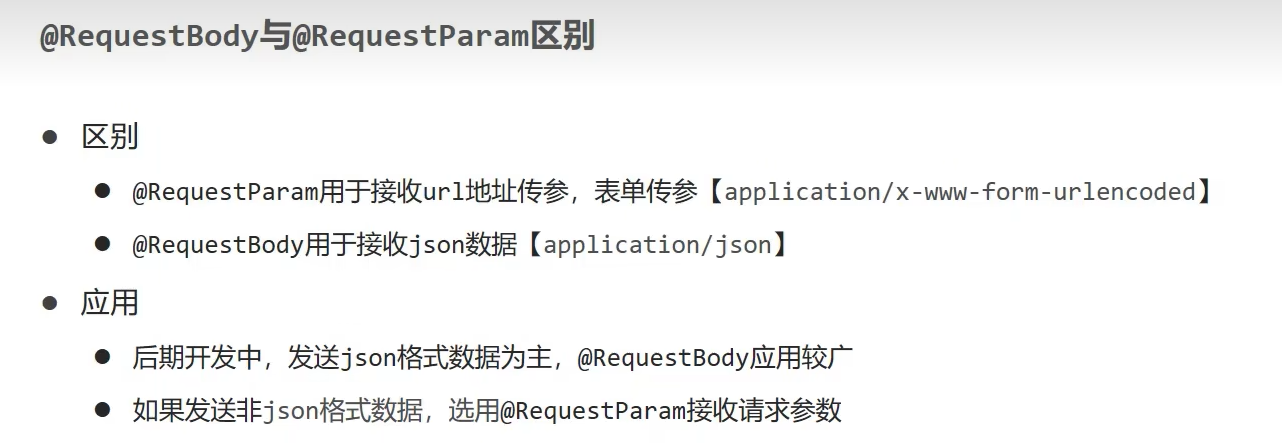 @RequestBody与@RequestParam区别
区别
@RequestParam用于接收url地址传参，表单传参【application/x-www-form-urlencoded】
@RequestBody用于接收json数据【application/json】
应用
后期开发中，发送json格式数据为主，@RequestBody应用较广
如果发送非json格式数据，选用@RequestParam接收请求参数